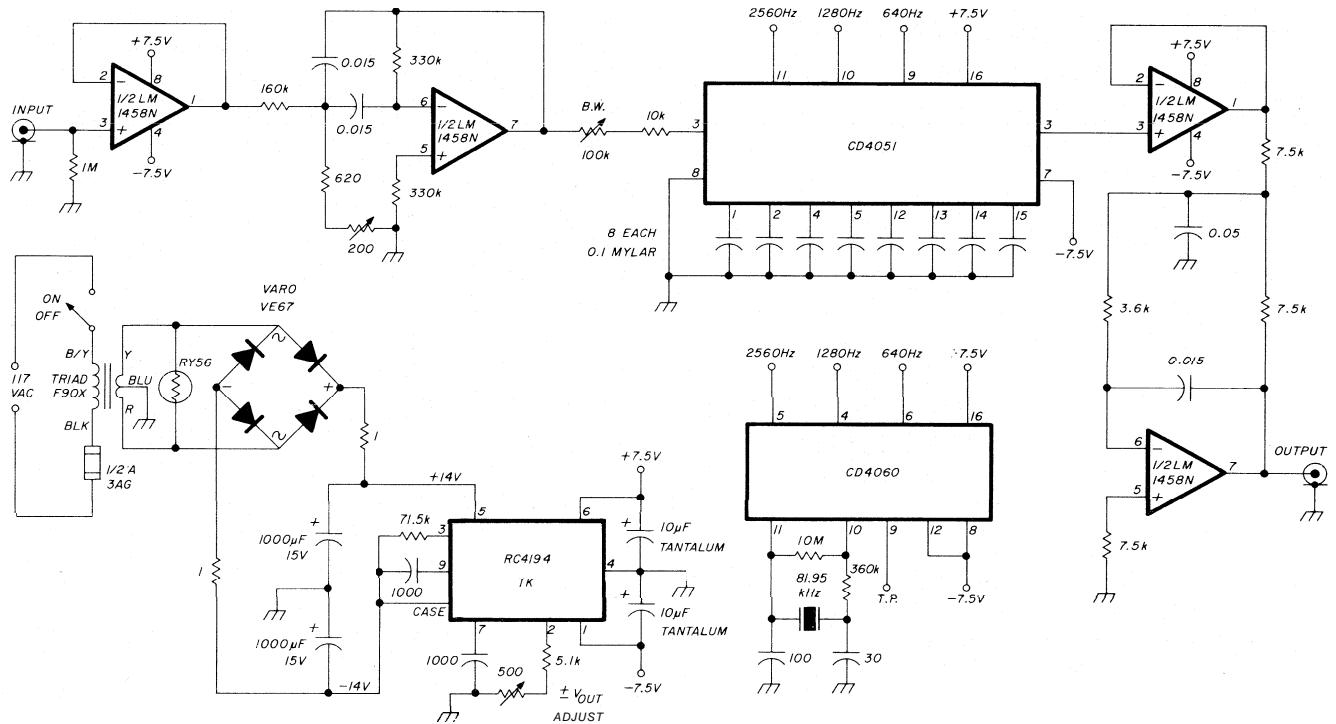 2560Hz 1280Hz 640Hz +7.5V
+7.5V
2 - 8
1/2 LM
1458N
1
INPUT
3 + 4
1M
-7.5V
160k
0.015
330k
0.015
6 -
1/2 LM
1458N
7
5 +
620
330k
200
B.W.
100k
10k
11 10 9 16
3
CD4051
3
8
7
1 2 4 5 12 13 14 15
8 EACH
0.1 MYLAR
-7.5V
+7.5V
2 - 8
1/2 LM
1458N
1
3 + 4
-7.5V
7.5k
0.05
3.6k
7.5k
0.015
6 -
1/2 LM
1458N
7
OUTPUT
5 +
7.5k
ON
OFF
117
VAC
B/Y
TRIAD
F90X
BLK
Y
BLU
R
1/2 A
3AG
RY56
VARO
VE67
~
- +
~
1
1
+14V
1000µF
15V
1000µF
15V
-14V
71.5k
1000
CASE
5 6
3
9
RC4194
1K
4
7 2 1
1000
500
5.1k
± VOUT
ADJUST
+7.5V
10µF
TANTALUM
10µF
TANTALUM
-7.5V
2560Hz 1280Hz 640Hz +7.5V
5 4 6 16
CD4060
11 10 9 12 8
10M
360k
81.95
kHz
T.P.
-7.5V
100
30